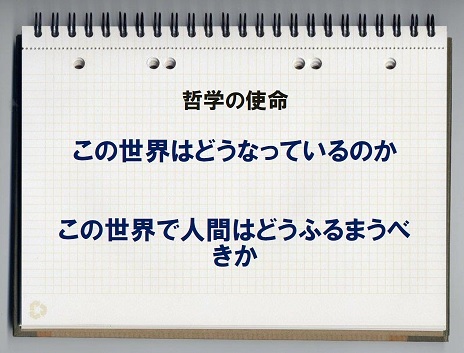 哲学の使命
この世界はどうなっているのか
この世界で人間はどうふるまうべ
きか